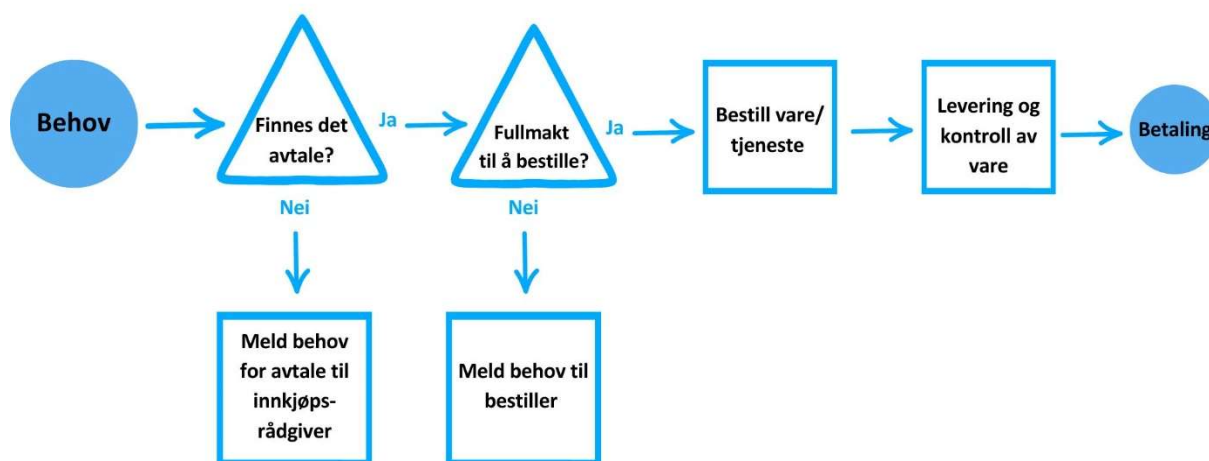 Behov
Finnes det
avtale?
Ja
Nei
Fullmakt
til å bestille?
Ja
Nei
Bestill vare/
tjeneste
Levering og
kontroll av
vare
Betaling
Meld behov
for avtale til
innkjøps-
rådgiver
Meld behov til
bestiller